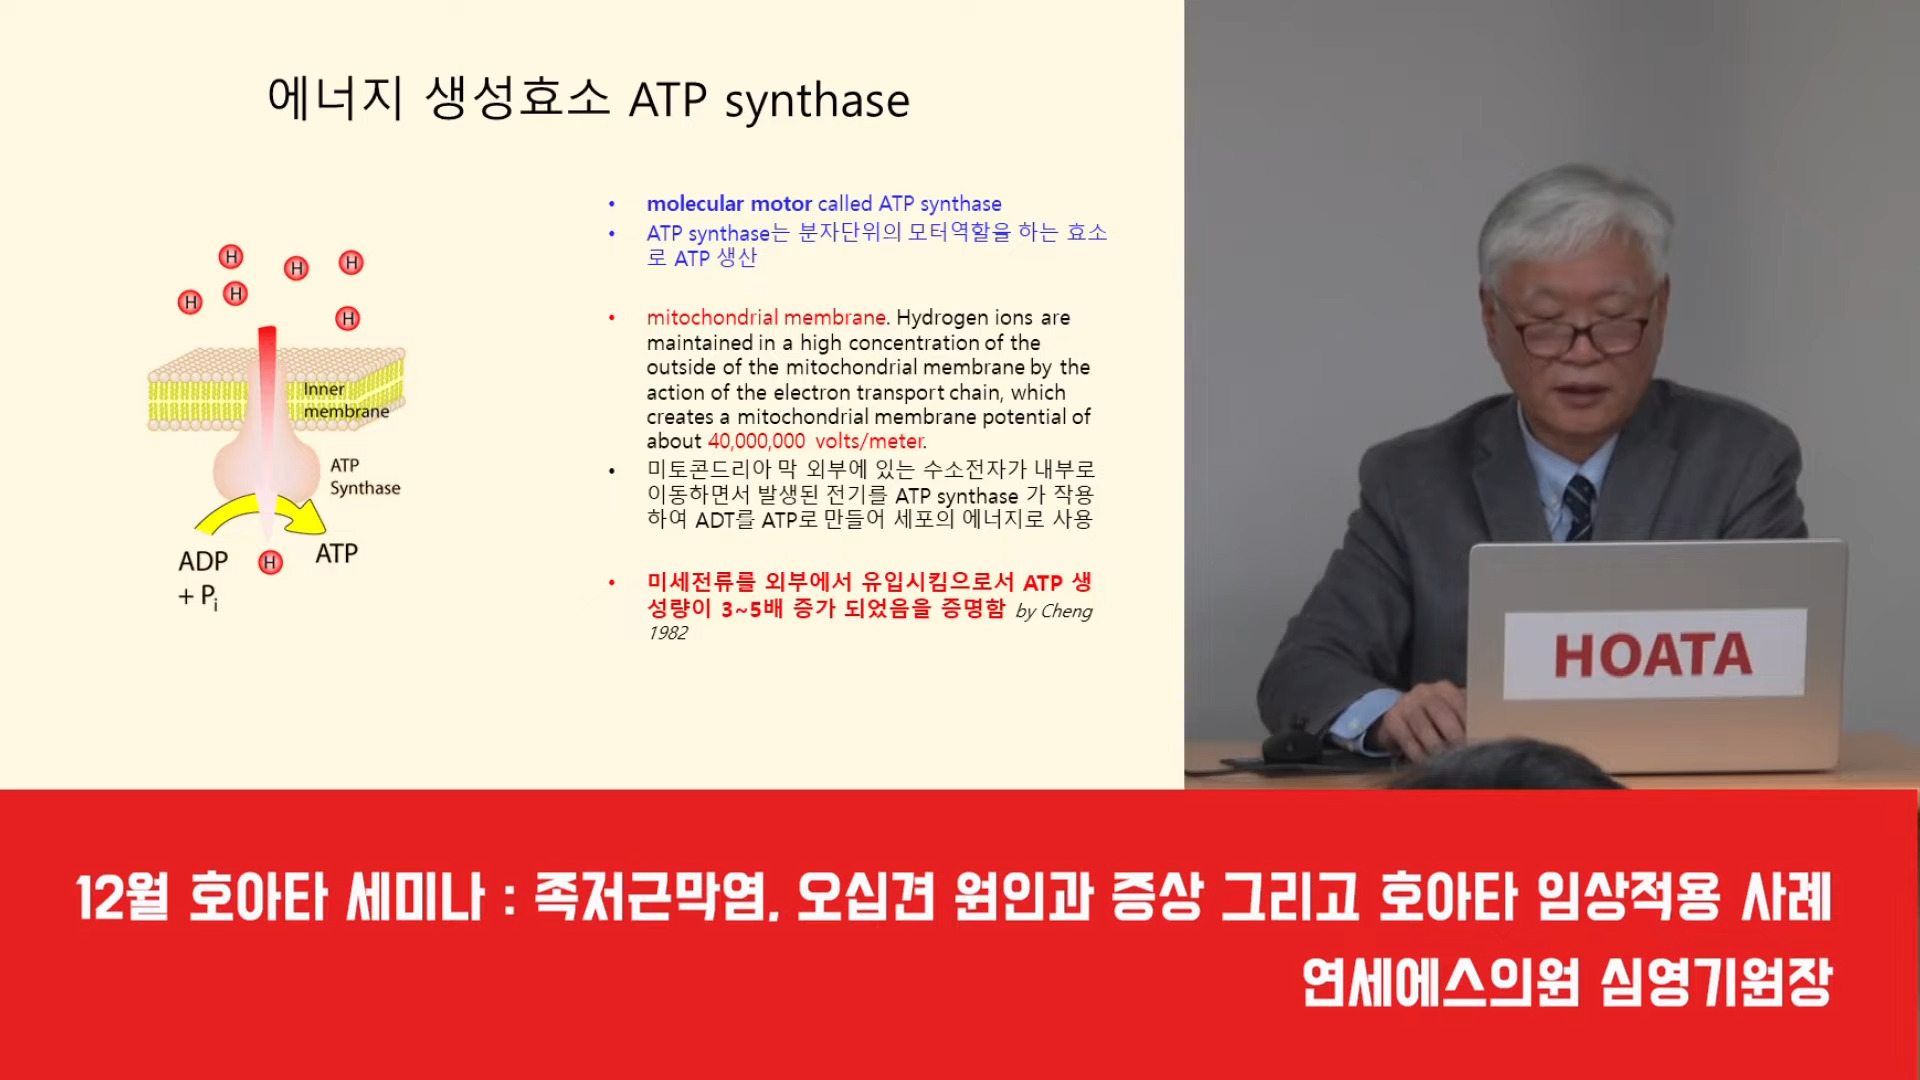 에너지 생성효소 ATP synthase
• molecular motor called ATP synthase
• ATP synthase는 분자단위의 모터역할을 하는 효소
로 ATP 생산
• mitochondrial membrane. Hydrogen ions are
maintained in a high concentration of the
outside of the mitochondrial membrane by the
action of the electron transport chain, which
creates a mitochondrial membrane potential of
about 40,000,000 volts/meter.
• 미토콘드리아 막 외부에 있는 수소전자가 내부로
이동하면서 발생된 전기를 ATP synthase 가 작용
하여 ADT를 ATP로 만들어 세포의 에너지로 사용
• 미세전류를 외부에서 유입시킴으로서 ATP 생
성량이 3~5배 증가 되었음을 증명함 by Cheng
1982
H
H
H
H
H
H
Inner
membrane
ATP
Synthase
ADP
+ Pi
H
ATP
HOATA
12월 호아타 세미나 : 족저근막염, 오십견 원인과 증상 그리고 호아타 임상적용 사례
연세에스의원 심영기원장